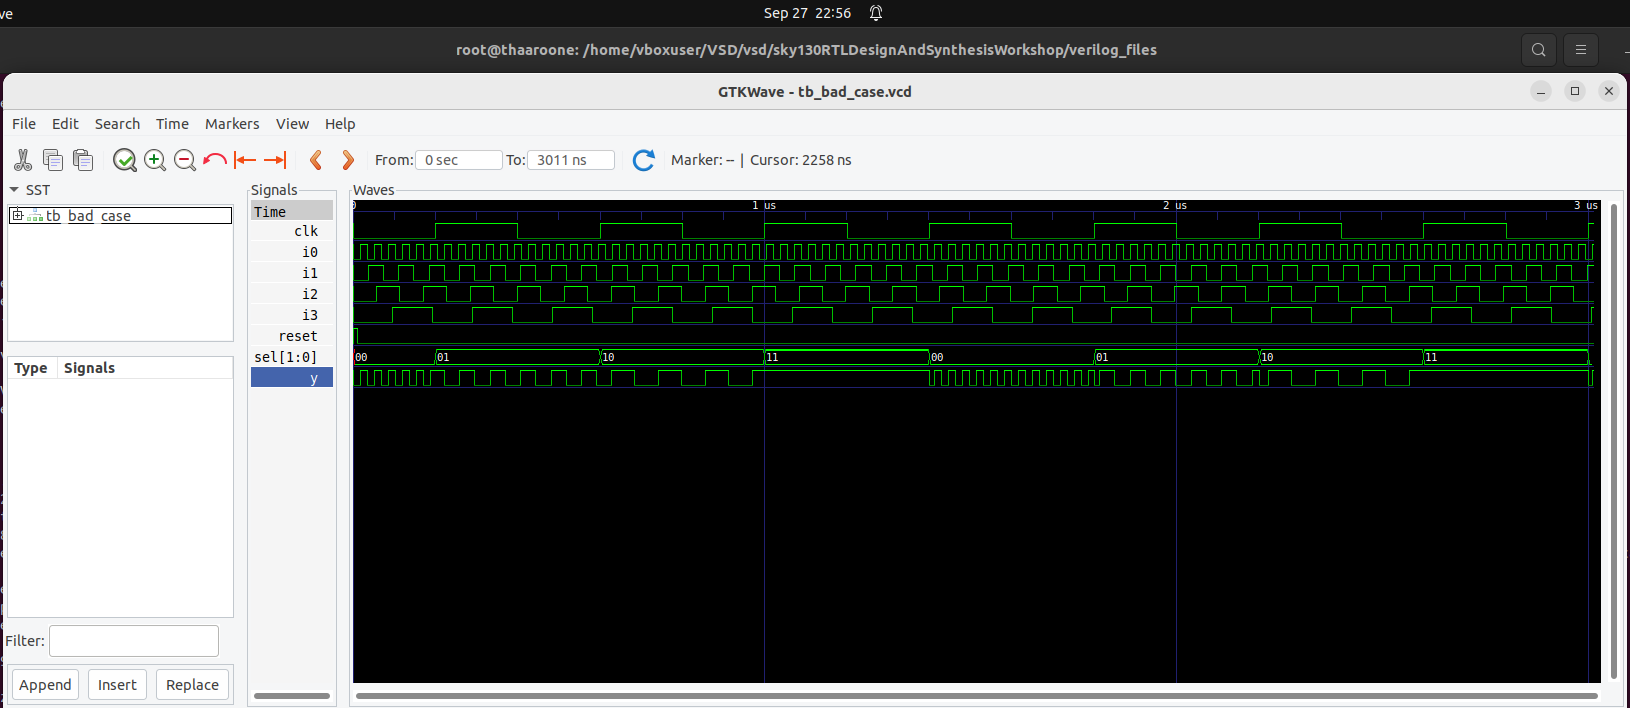 ve
Sep 27 22:56
root@thaaroone: /home/vboxuser/VSD/vsd/sky130RTLDesignAndSynthesisWorkshop/verilog_files
GTKWave - tb_bad_case.vcd
File Edit Search Time Markers View Help
From: 0 sec To: 3011 ns Marker: -- | Cursor: 2258 ns
SST
tb_bad_case
Type Signals
Filter:
Append Insert Replace
Signals
Time
clk
i0
i1
i2
i3
reset
sel[1:0]
y
Waves
0 1 us 2 us 3 us
00 01 10 11 00 01 10 11